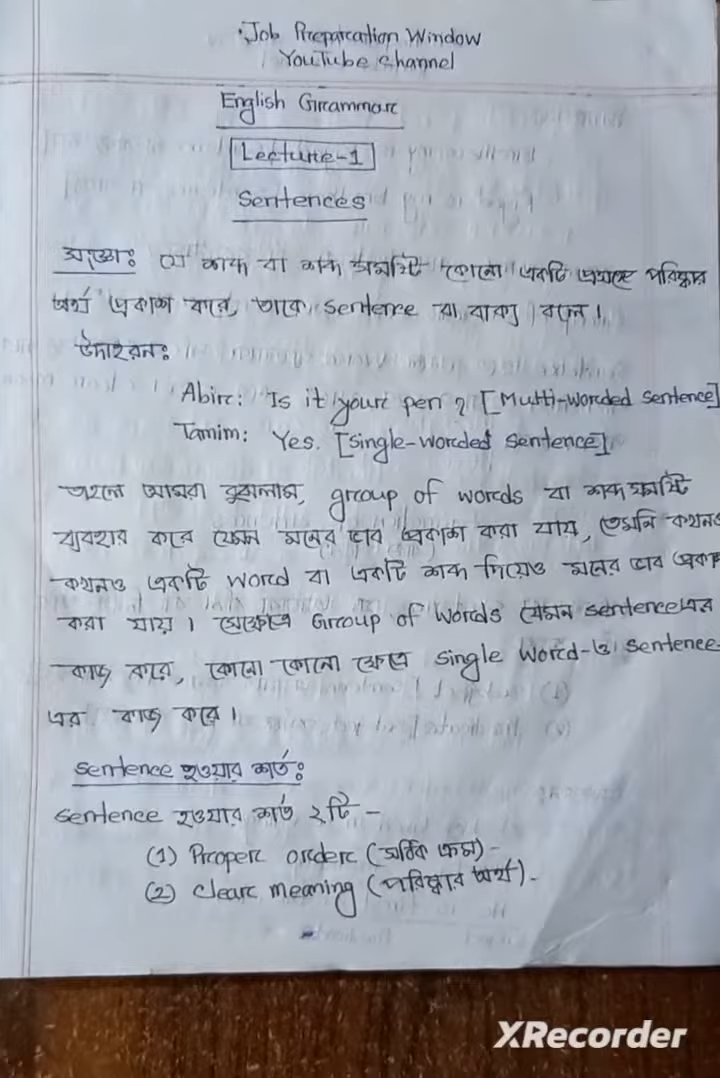 Job Preparation Window
YouTube channel
English Grammar
Lecture-1
Sentences
সংজ্ঞাঃ যে শব্দ বা শব্দ সমষ্টি কোনো একটি প্রসঙ্গে পরিষ্কার
অর্থ প্রকাশ করে, তাকে sentence বা বাক্য বলে।
উদাহরনঃ
Abir: Is it your pen? [Multi-worded sentence]
Tamim: Yes. [Single-worded sentence]
তাহলে আমরা বুঝলাম, group of words বা শব্দ সমষ্টি
ব্যবহার করে যেমন মনের ভাব প্রকাশ করা যায়, তেমনি কখনও
কখনও একটি word বা একটি শব্দ দিয়েও মনের ভাব প্রকাশ
করা যায়। সেক্ষেত্রে Group of words যেমন sentence এর
কাজ করে, কোনো কোনো ক্ষেত্রে single word-ও sentence
এর কাজ করে।
sentence হওয়ার শর্তঃ
sentence হওয়ার শর্ত ২টি -
(1) Proper order (সঠিক ক্রম) -
(2) clear meaning (পরিষ্কার অর্থ) -
XRecorder